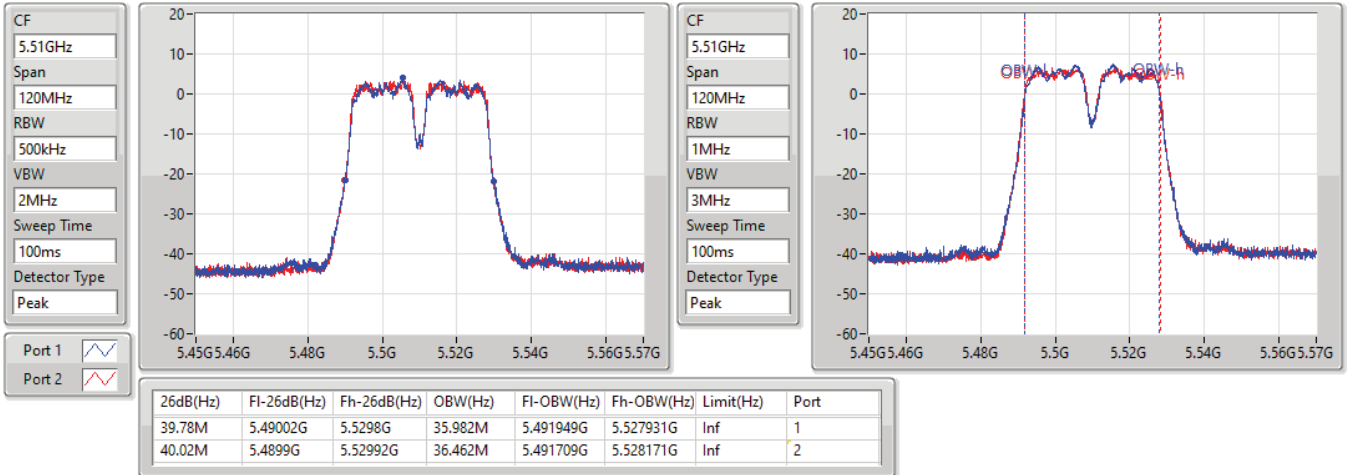 CF
5.51GHz
Span
120MHz
RBW
500kHz
VBW
2MHz
Sweep Time
100ms
Detector Type
Peak
Port 1
Port 2
20
10
0
-10
-20
-30
-40
-50
-60
5.45G 5.46G 5.48G 5.5G 5.52G 5.54G 5.56G 5.57G
CF
5.51GHz
Span
120MHz
RBW
1MHz
VBW
3MHz
Sweep Time
100ms
Detector Type
Peak
20
10
0
-10
-20
-30
-40
-50
-60
OBW-l OBW-h
5.45G 5.46G 5.48G 5.5G 5.52G 5.54G 5.56G 5.57G
26dB(Hz) Fl-26dB(Hz) Fh-26dB(Hz) OBW(Hz) Fl-OBW(Hz) Fh-OBW(Hz) Limit(Hz) Port
39.78M 5.49002G 5.5298G 35.982M 5.491949G 5.527931G Inf 1
40.02M 5.4899G 5.52992G 36.462M 5.491709G 5.528171G Inf 2